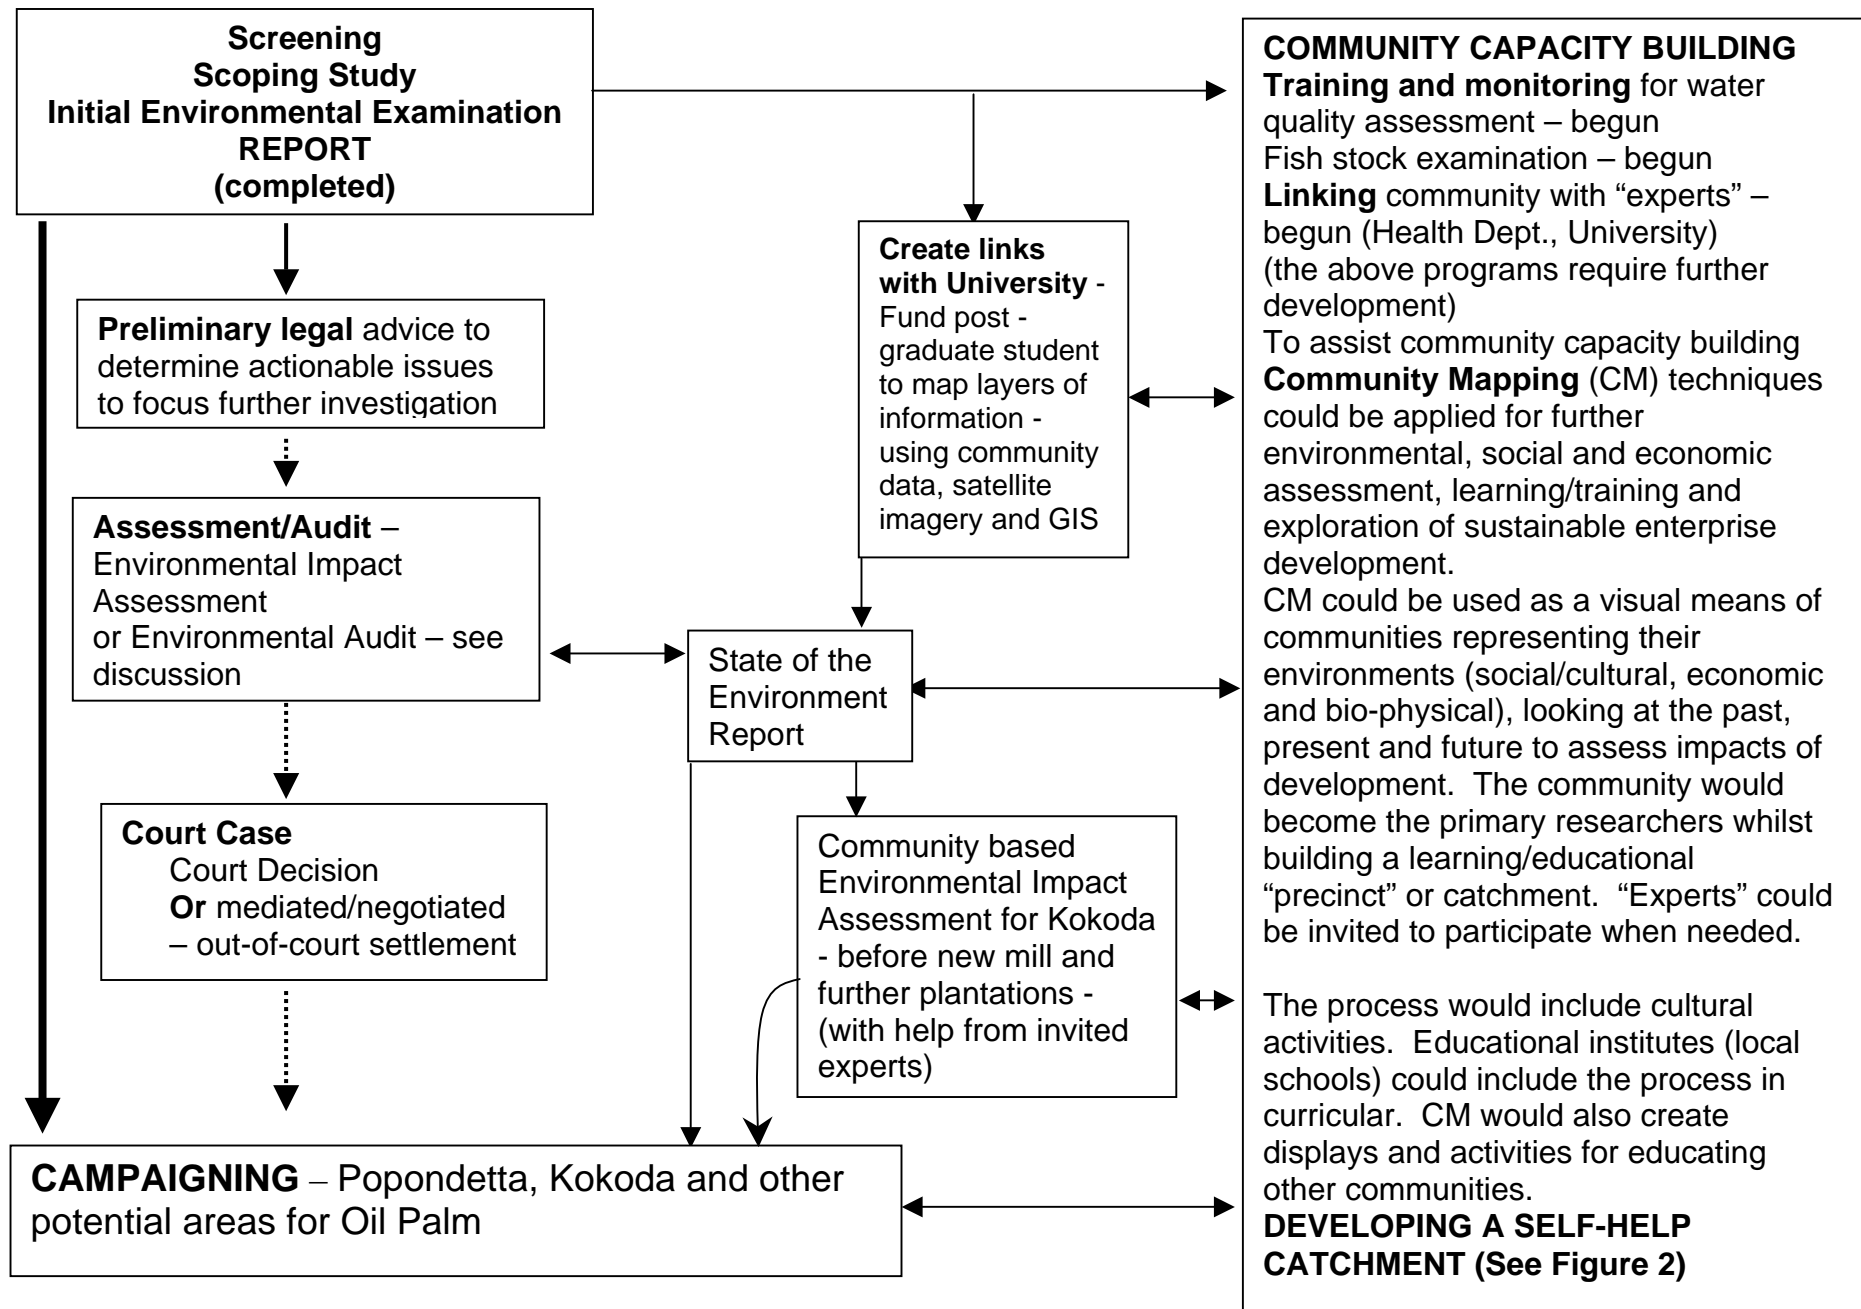 Screening
Scoping Study
Initial Environmental Examination
REPORT
(completed)
Preliminary legal advice to
determine actionable issues
to focus further investigation
Assessment/Audit –
Environmental Impact
Assessment
or Environmental Audit – see
discussion
Court Case
Court Decision
Or mediated/negotiated
– out-of-court settlement
Create links
with University -
Fund post -
graduate student
to map layers of
information -
using community
data, satellite
imagery and GIS
State of the
Environment
Report
Community based
Environmental Impact
Assessment for Kokoda
- before new mill and
further plantations -
(with help from invited
experts)
CAMPAIGNING – Popondetta, Kokoda and other
potential areas for Oil Palm
COMMUNITY CAPACITY BUILDING
Training and monitoring for water
quality assessment – begun
Fish stock examination – begun
Linking community with “experts” –
begun (Health Dept., University)
(the above programs require further
development)
To assist community capacity building
Community Mapping (CM) techniques
could be applied for further
environmental, social and economic
assessment, learning/training and
exploration of sustainable enterprise
development.
CM could be used as a visual means of
communities representing their
environments (social/cultural, economic
and bio-physical), looking at the past,
present and future to assess impacts of
development.  The community would
become the primary researchers whilst
building a learning/educational
“precinct” or catchment.  “Experts” could
be invited to participate when needed.
The process would include cultural
activities.  Educational institutes (local
schools) could include the process in
curricular.  CM would also create
displays and activities for educating
other communities.
DEVELOPING A SELF-HELP
CATCHMENT (See Figure 2)